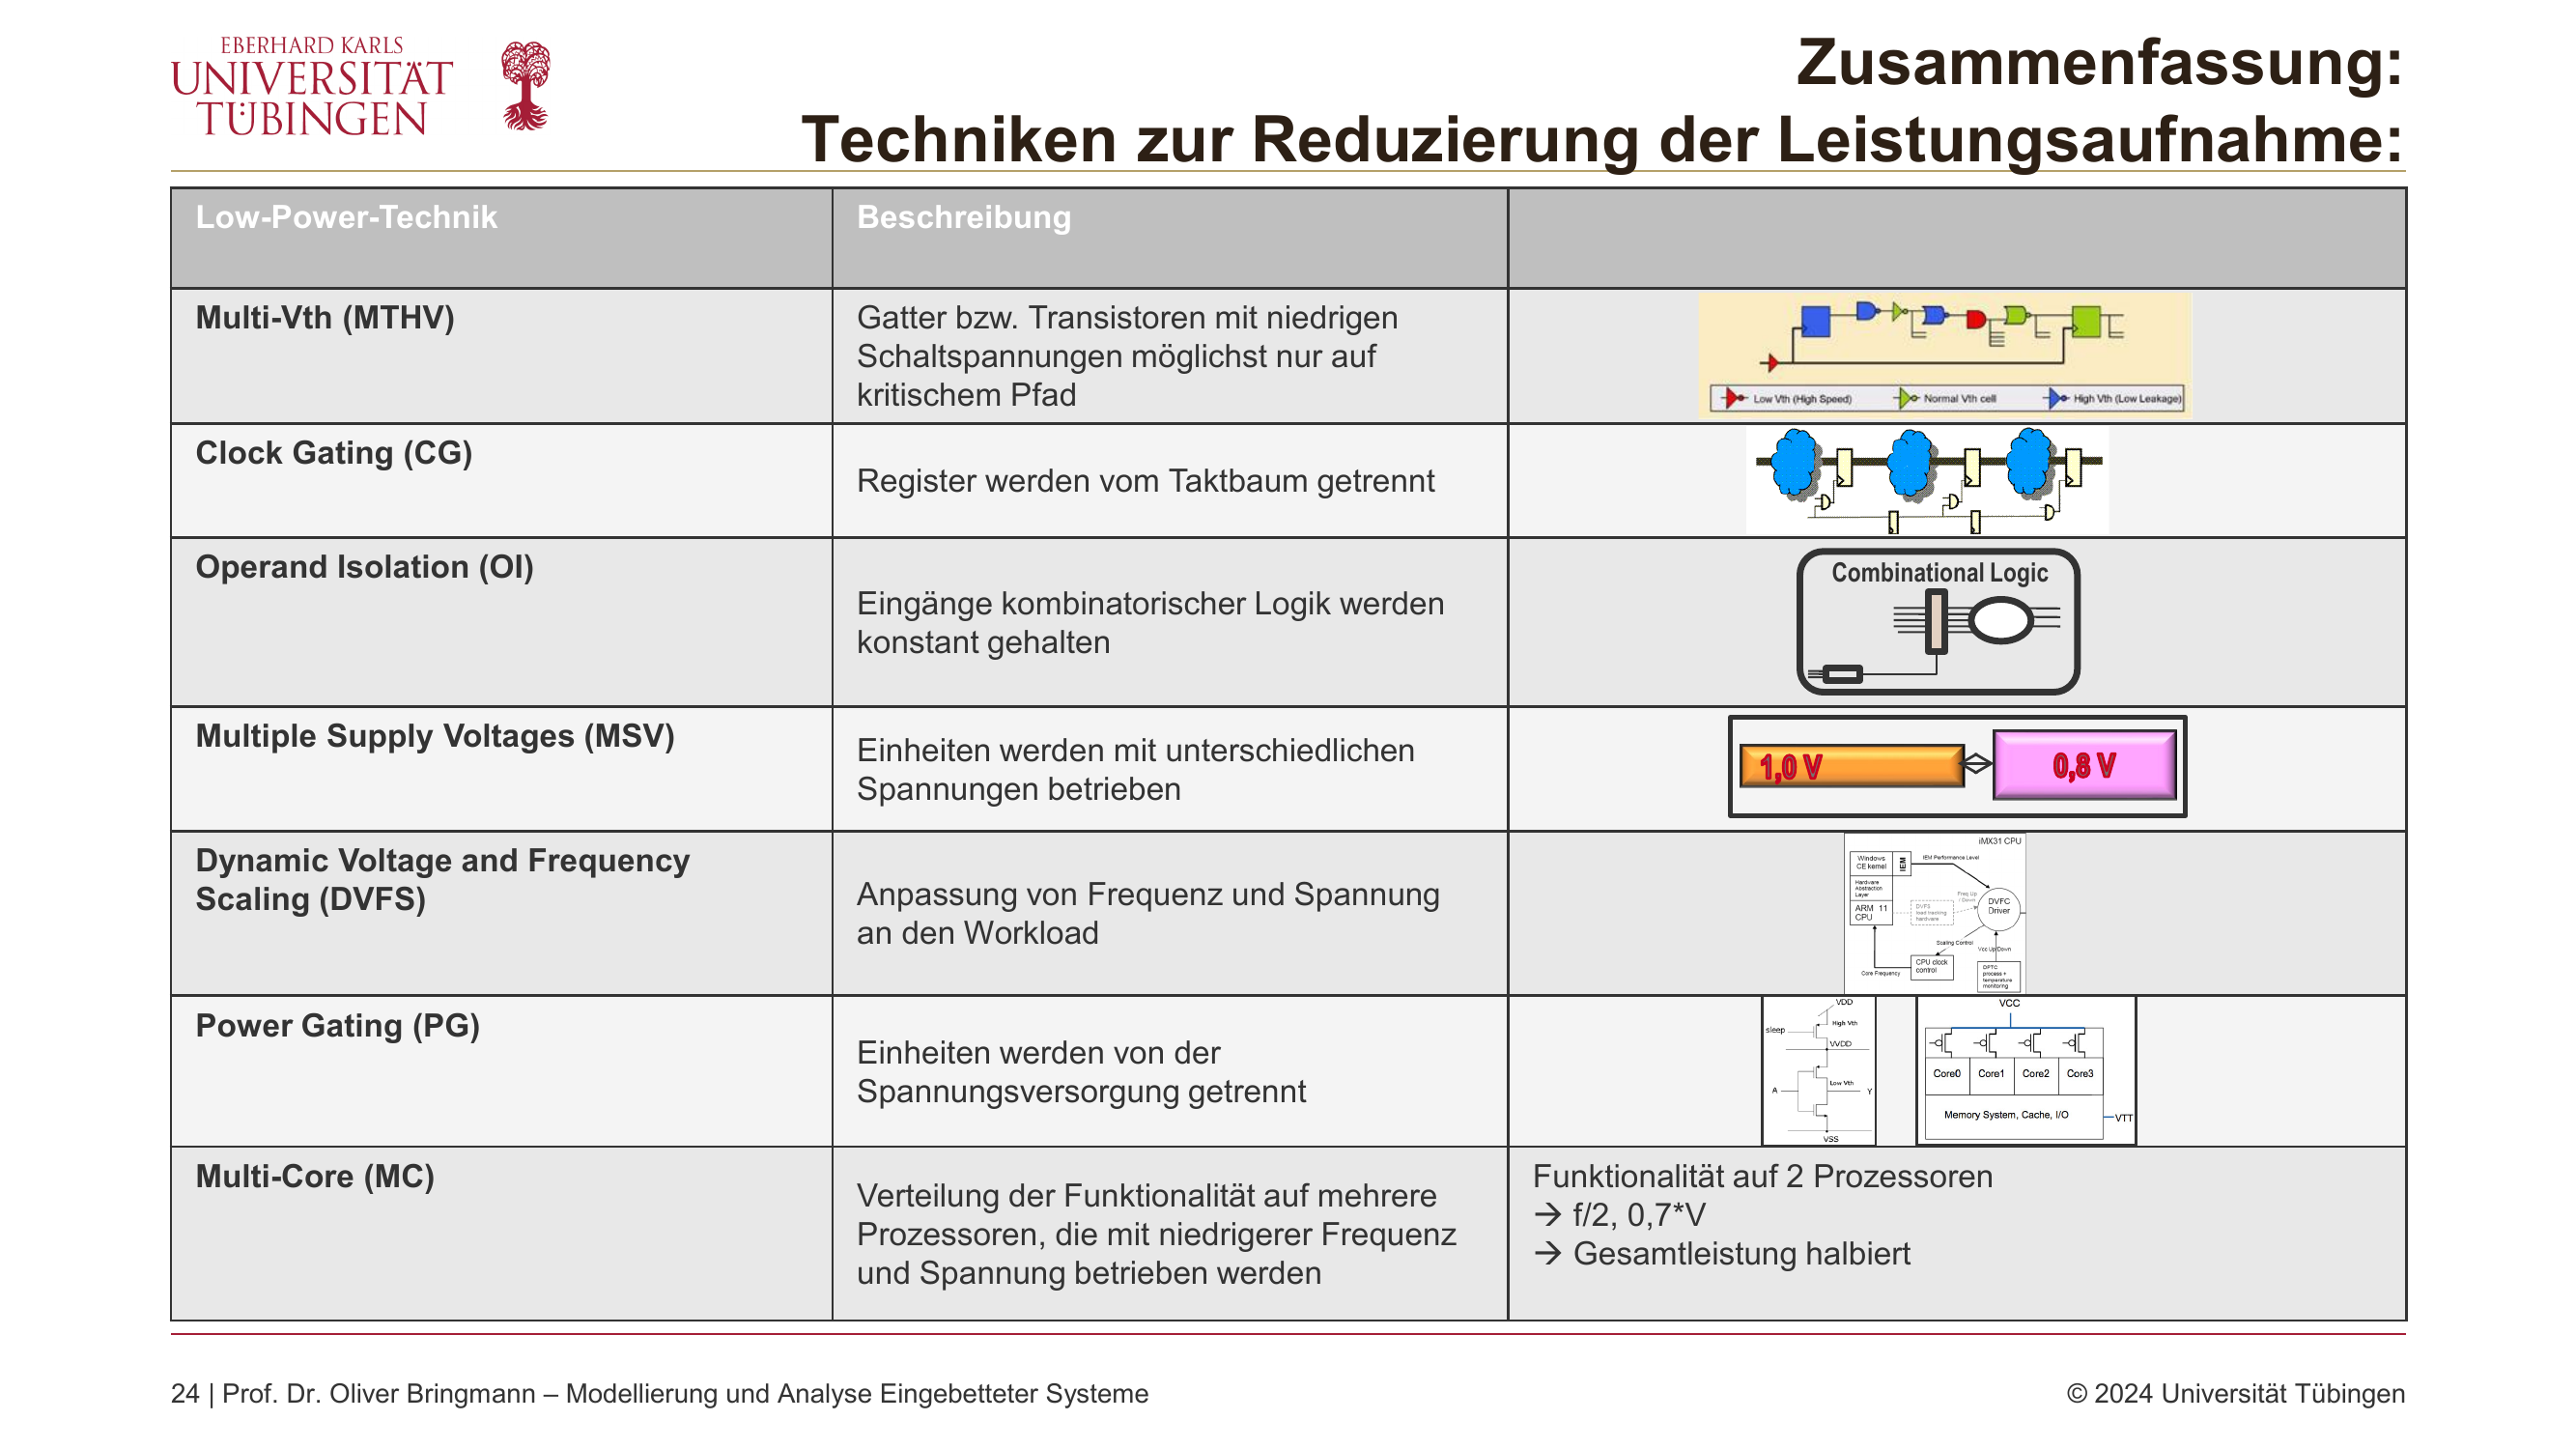 EBERHARD KARLS
UNIVERSITÄT
TÜBINGEN
Zusammenfassung:
Techniken zur Reduzierung der Leistungsaufnahme:
Low-Power-Technik
Beschreibung
Multi-Vth (MTHV)
Gatter bzw. Transistoren mit niedrigen
Schaltspannungen möglichst nur auf
kritischem Pfad
Low Vth (High Speed)
Normal Vth cell
High Vth (Low Leakage)
Clock Gating (CG)
Register werden vom Taktbaum getrennt
Operand Isolation (OI)
Eingänge kombinatorischer Logik werden
konstant gehalten
Combinational Logic
Multiple Supply Voltages (MSV)
Einheiten werden mit unterschiedlichen
Spannungen betrieben
1,0 V
0,8 V
Dynamic Voltage and Frequency
Scaling (DVFS)
Anpassung von Frequenz und Spannung
an den Workload
iMX31 CPU
Windows
CE kernel
IEM
IEM Performance Level
Hardware
Abstraction
Layer
ARM 11
CPU
DVFS
load tracking
hardware
Freq Up
/ Down
DVFC
Driver
Scaling Control
Vcc Up/Down
CPU clock
control
Core Frequency
DPTC
process +
temperature
monitoring
Power Gating (PG)
Einheiten werden von der
Spannungsversorgung getrennt
VDD
sleep
High Vth
VVDD
Low Vth
A
Y
VSS
VCC
Core0
Core1
Core2
Core3
Memory System, Cache, I/O
VTT
Multi-Core (MC)
Verteilung der Funktionalität auf mehrere
Prozessoren, die mit niedrigerer Frequenz
und Spannung betrieben werden
Funktionalität auf 2 Prozessoren
→ f/2, 0,7*V
→ Gesamtleistung halbiert
24 | Prof. Dr. Oliver Bringmann – Modellierung und Analyse Eingebetteter Systeme
© 2024 Universität Tübingen